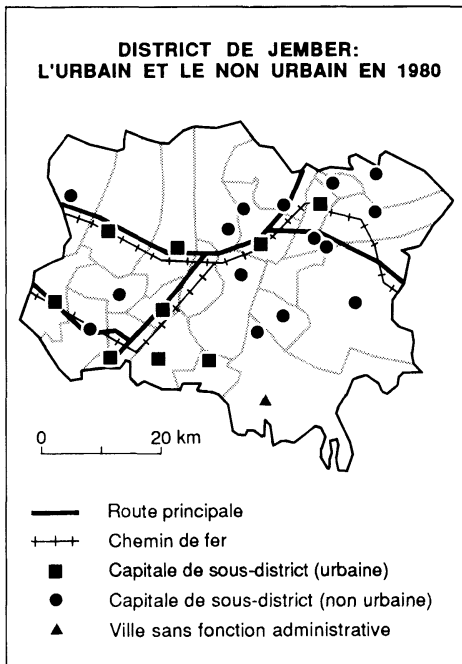 DISTRICT DE JEMBER:
L'URBAIN ET LE NON URBAIN EN 1980
0 20 km
Route principale
Chemin de fer
Capitale de sous-district (urbaine)
Capitale de sous-district (non urbaine)
Ville sans fonction administrative